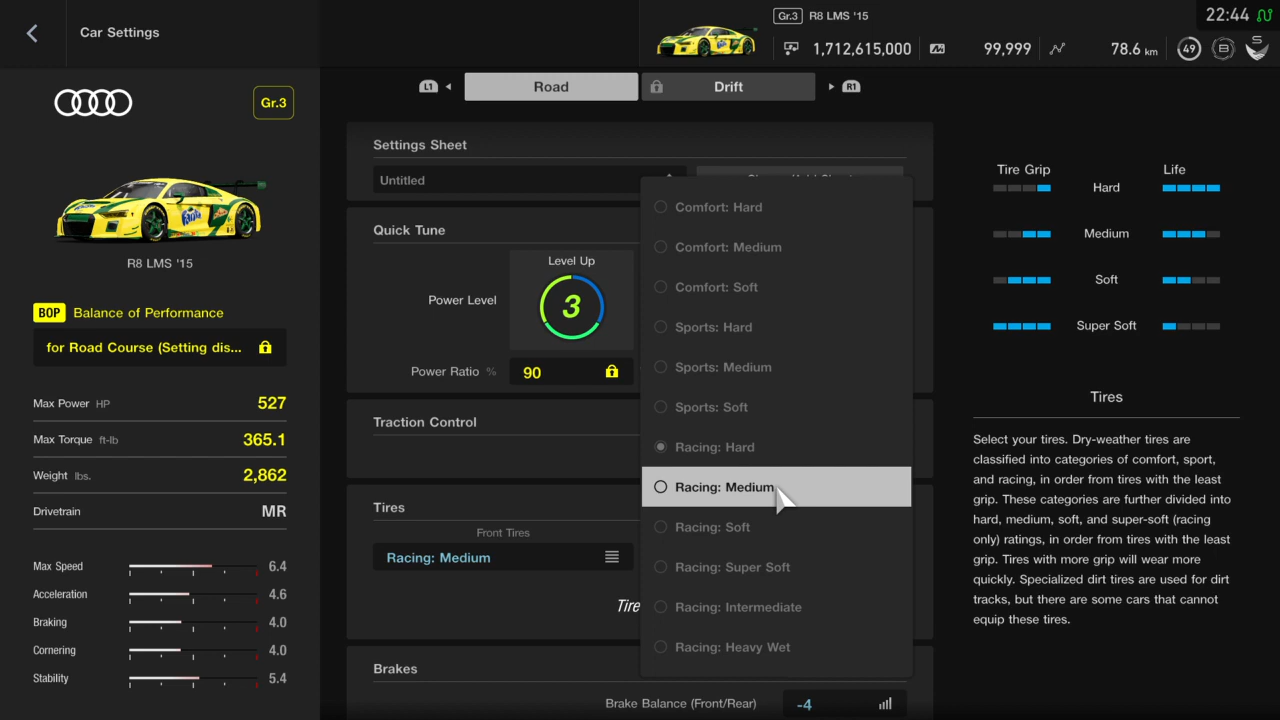 Car Settings
Gr.3
R8 LMS '15
22:44
1,712,615,000
99,999
78.6 km
49
B
S
Gr.3
R8 LMS '15
BOP Balance of Performance
for Road Course (Setting dis...
Max Power HP 527
Max Torque ft-lb 365.1
Weight lbs. 2,862
Drivetrain MR
Max Speed 6.4
Acceleration 4.6
Braking 4.0
Cornering 4.0
Stability 5.4
L1 Road Drift R1
Settings Sheet
Untitled
Quick Tune
Level Up
Power Level 3
Power Ratio % 90
Traction Control
Tires
Front Tires
Racing: Medium
Tire
Brakes
Brake Balance (Front/Rear) -4
Comfort: Hard
Comfort: Medium
Comfort: Soft
Sports: Hard
Sports: Medium
Sports: Soft
Racing: Hard
Racing: Medium
Racing: Soft
Racing: Super Soft
Racing: Intermediate
Racing: Heavy Wet
Tire Grip Life
Hard
Medium
Soft
Super Soft
Tires
Select your tires. Dry-weather tires are
classified into categories of comfort, sport,
and racing, in order from tires with the least
grip. These categories are further divided into
hard, medium, soft, and super-soft (racing
only) ratings, in order from tires with the least
grip. Tires with more grip will wear more
quickly. Specialized dirt tires are used for dirt
tracks, but there are some cars that cannot
equip these tires.